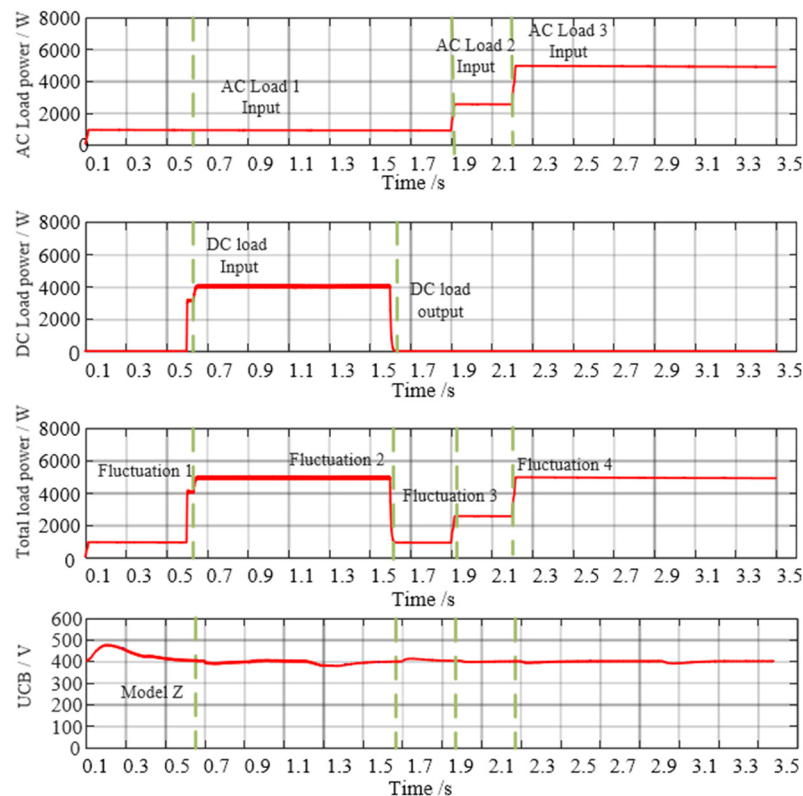 AC Load power / W
8000
6000
4000
2000
0
AC Load 1
Input
AC Load 2
Input
AC Load 3
Input
0.1 0.3 0.5 0.7 0.9 1.1 1.3 1.5 1.7 1.9 2.1 2.3 2.5 2.7 2.9 3.1 3.3 3.5
Time /s
DC Load power / W
8000
6000
4000
2000
0
DC load
Input
DC load
output
0.1 0.3 0.5 0.7 0.9 1.1 1.3 1.5 1.7 1.9 2.1 2.3 2.5 2.7 2.9 3.1 3.3 3.5
Time /s
Total load power / W
8000
6000
4000
2000
0
Fluctuation 1
Fluctuation 2
Fluctuation 3
Fluctuation 4
0.1 0.3 0.5 0.7 0.9 1.1 1.3 1.5 1.7 1.9 2.1 2.3 2.5 2.7 2.9 3.1 3.3 3.5
Time /s
UCB / V
600
500
400
300
200
100
0
Model Z
0.1 0.3 0.5 0.7 0.9 1.1 1.3 1.5 1.7 1.9 2.1 2.3 2.5 2.7 2.9 3.1 3.3 3.5
Time /s